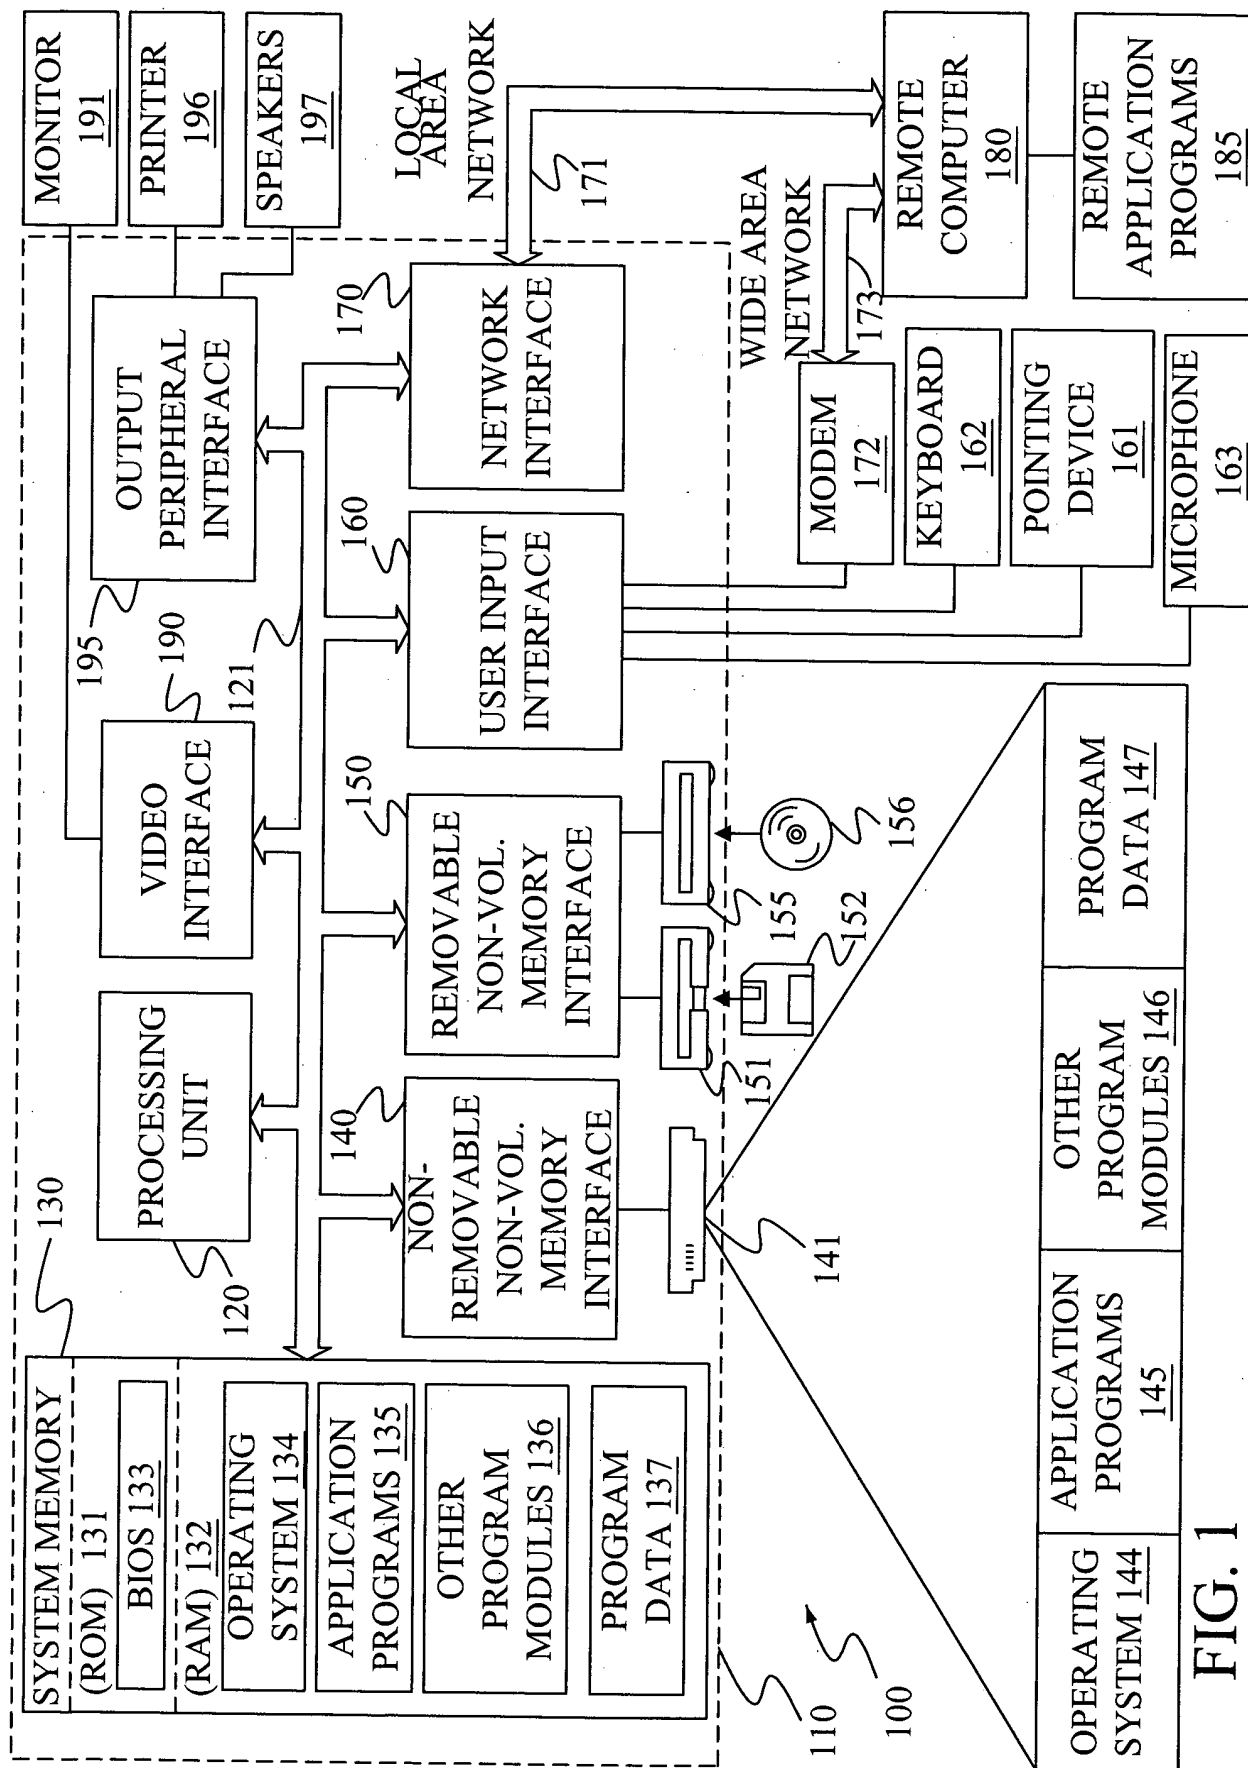 SYSTEM MEMORY
(ROM) 131
BIOS 133
(RAM) 132
OPERATING
SYSTEM 134
APPLICATION
PROGRAMS 135
OTHER
PROGRAM
MODULES 136
PROGRAM
DATA 137
130
120
PROCESSING
UNIT
VIDEO
INTERFACE
190
121
195
OUTPUT
PERIPHERAL
INTERFACE
MONITOR
191
PRINTER
196
SPEAKERS
197
140
NON-
REMOVABLE
NON-VOL.
MEMORY
INTERFACE
150
REMOVABLE
NON-VOL.
MEMORY
INTERFACE
160
USER INPUT
INTERFACE
170
NETWORK
INTERFACE
LOCAL
AREA
NETWORK
171
141
151
152
155
156
WIDE AREA
NETWORK
173
MODEM
172
KEYBOARD
162
POINTING
DEVICE
161
MICROPHONE
163
REMOTE
COMPUTER
180
REMOTE
APPLICATION
PROGRAMS
185
110
100
OPERATING
SYSTEM 144
APPLICATION
PROGRAMS
145
OTHER
PROGRAM
MODULES 146
PROGRAM
DATA 147
FIG. 1